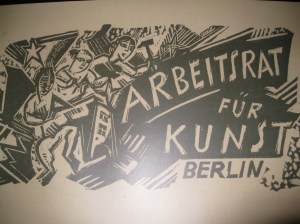 ARBEITSRAT
FÜR
KUNST
BERLIN